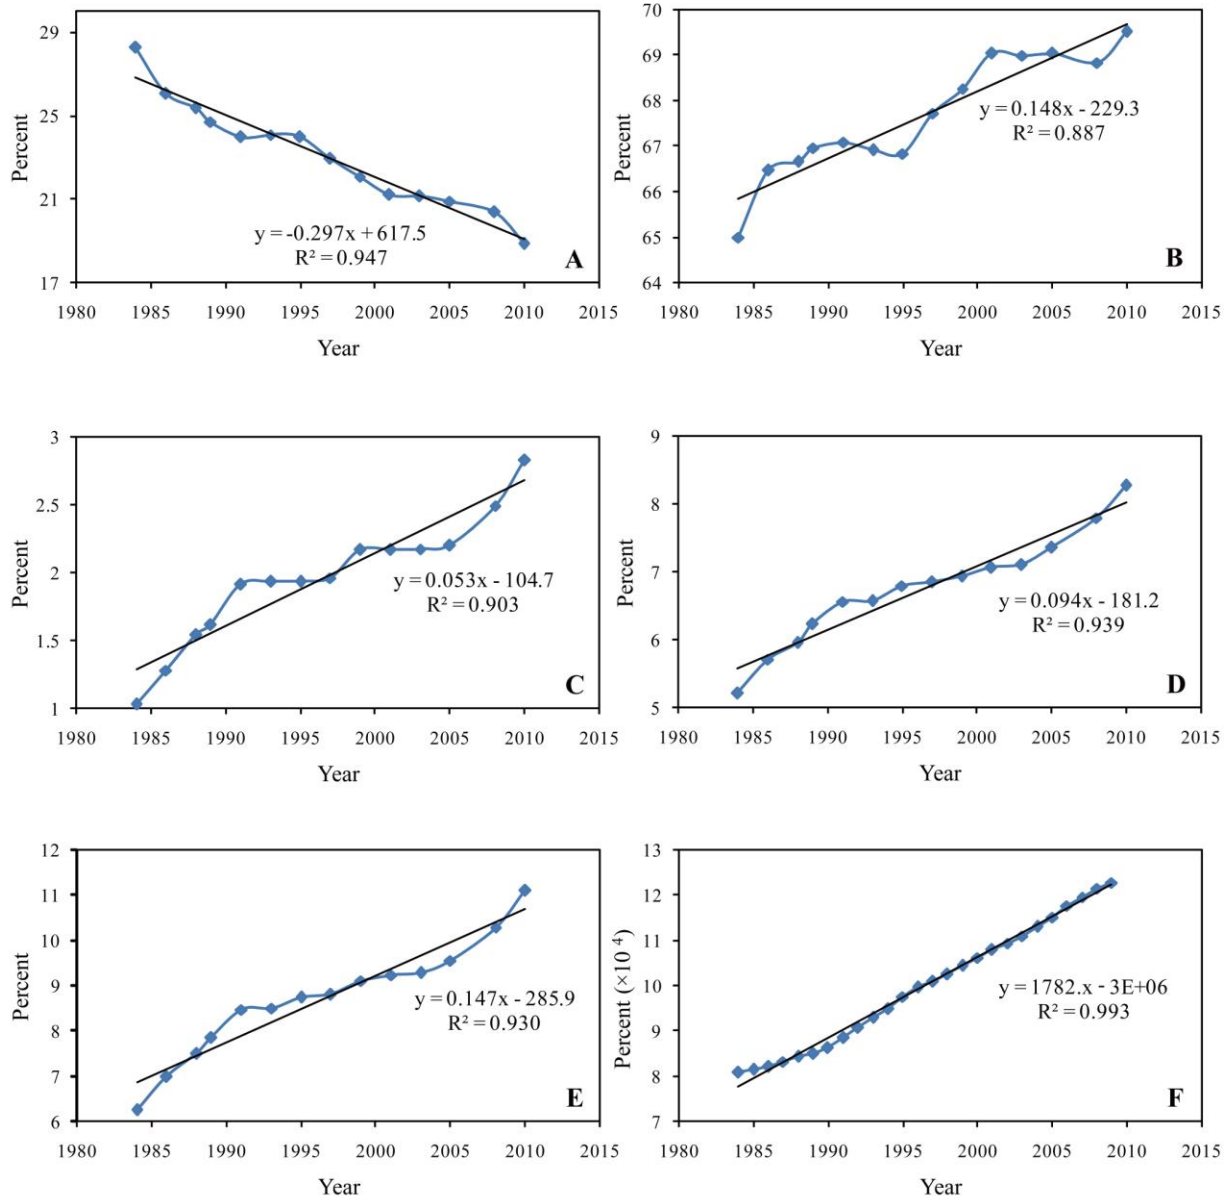 29
25
21
17
Percent
y = -0.297x + 617.5
R² = 0.947
A
1980 1985 1990 1995 2000 2005 2010 2015
Year
70
69
68
67
66
65
64
Percent
y = 0.148x - 229.3
R² = 0.887
B
1980 1985 1990 1995 2000 2005 2010 2015
Year
3
2.5
2
1.5
1
Percent
y = 0.053x - 104.7
R² = 0.903
C
1980 1985 1990 1995 2000 2005 2010 2015
Year
9
8
7
6
5
Percent
y = 0.094x - 181.2
R² = 0.939
D
1980 1985 1990 1995 2000 2005 2010 2015
Year
12
11
10
9
8
7
6
Percent
y = 0.147x - 285.9
R² = 0.930
E
1980 1985 1990 1995 2000 2005 2010 2015
Year
13
12
11
10
9
8
7
Percent (×10⁴)
y = 1782.x - 3E+06
R² = 0.993
F
1980 1985 1990 1995 2000 2005 2010 2015
Year